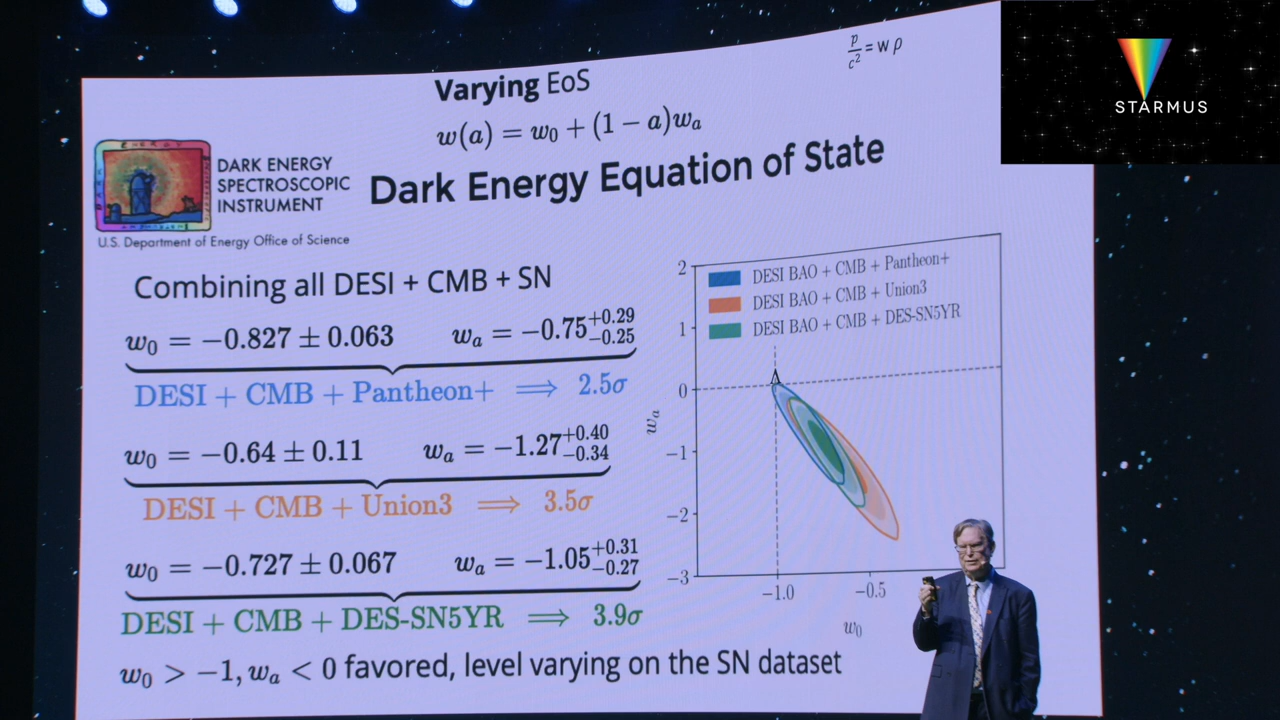 p/c² = w ρ
STARMUS
Varying EoS
w(a) = w₀ + (1 − a)wₐ
DARK ENERGY
SPECTROSCOPIC
INSTRUMENT
U.S. Department of Energy Office of Science
Dark Energy Equation of State
Combining all DESI + CMB + SN
w₀ = −0.827 ± 0.063 wₐ = −0.75 +0.29 −0.25
DESI + CMB + Pantheon+ ⟹ 2.5σ
w₀ = −0.64 ± 0.11 wₐ = −1.27 +0.40 −0.34
DESI + CMB + Union3 ⟹ 3.5σ
w₀ = −0.727 ± 0.067 wₐ = −1.05 +0.31 −0.27
DESI + CMB + DES-SN5YR ⟹ 3.9σ
w₀ > −1, wₐ < 0 favored, level varying on the SN dataset
DESI BAO + CMB + Pantheon+
DESI BAO + CMB + Union3
DESI BAO + CMB + DES-SN5YR
2
1
0
−1
−2
−3
wₐ
Λ
−1.0 −0.5
w₀